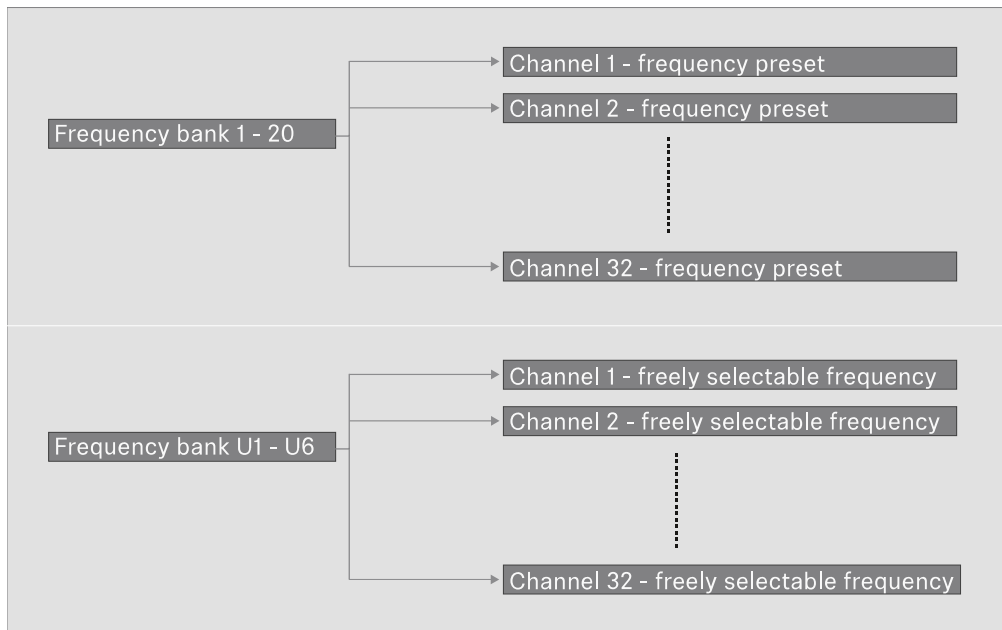 Channel 1 - frequency preset
Channel 2 - frequency preset
Frequency bank 1 - 20
Channel 32 - frequency preset
Channel 1 - freely selectable frequency
Channel 2 - freely selectable frequency
Frequency bank U1 - U6
Channel 32 - freely selectable frequency